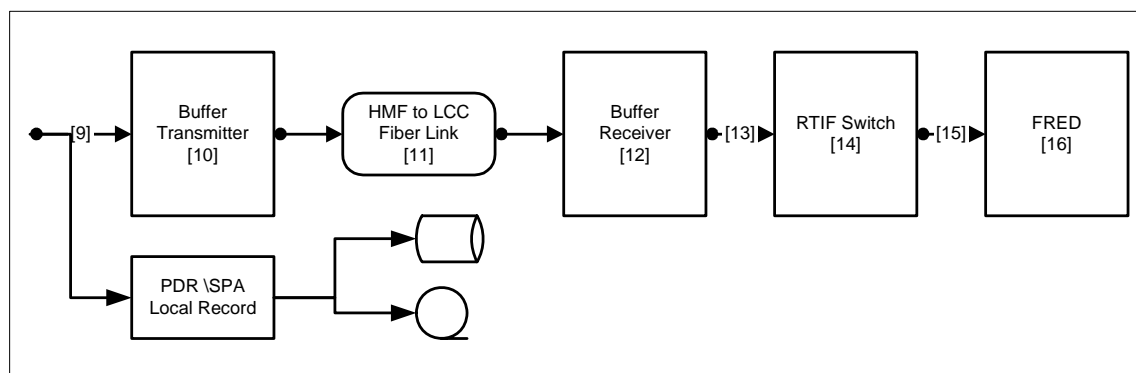 [9]
Buffer
Transmitter
[10]
HMF to LCC
Fiber Link
[11]
Buffer
Receiver
[12]
[13]
RTIF Switch
[14]
[15]
FRED
[16]
PDR \SPA
Local Record